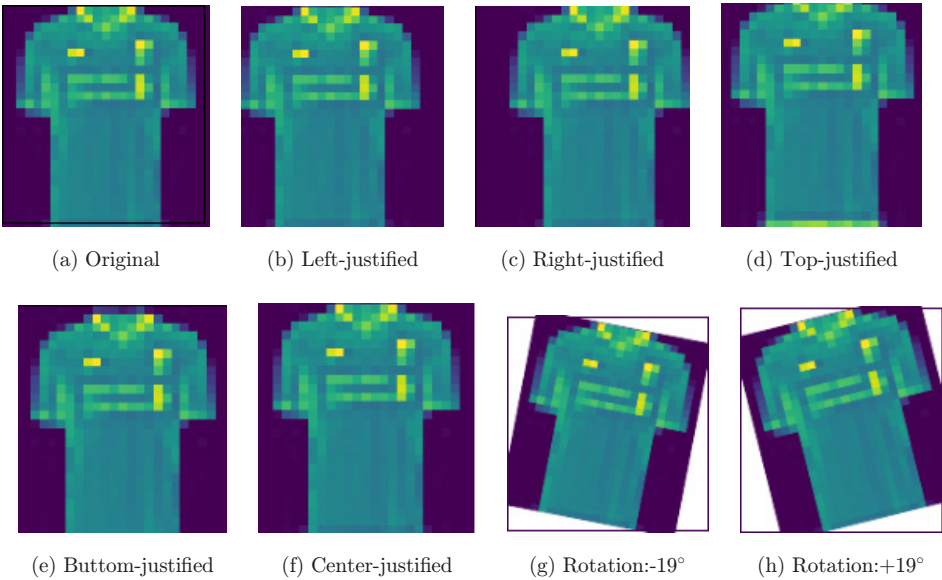 (a) Original
(b) Left-justified
(c) Right-justified
(d) Top-justified
(e) Buttom-justified
(f) Center-justified
(g) Rotation:-19°
(h) Rotation:+19°